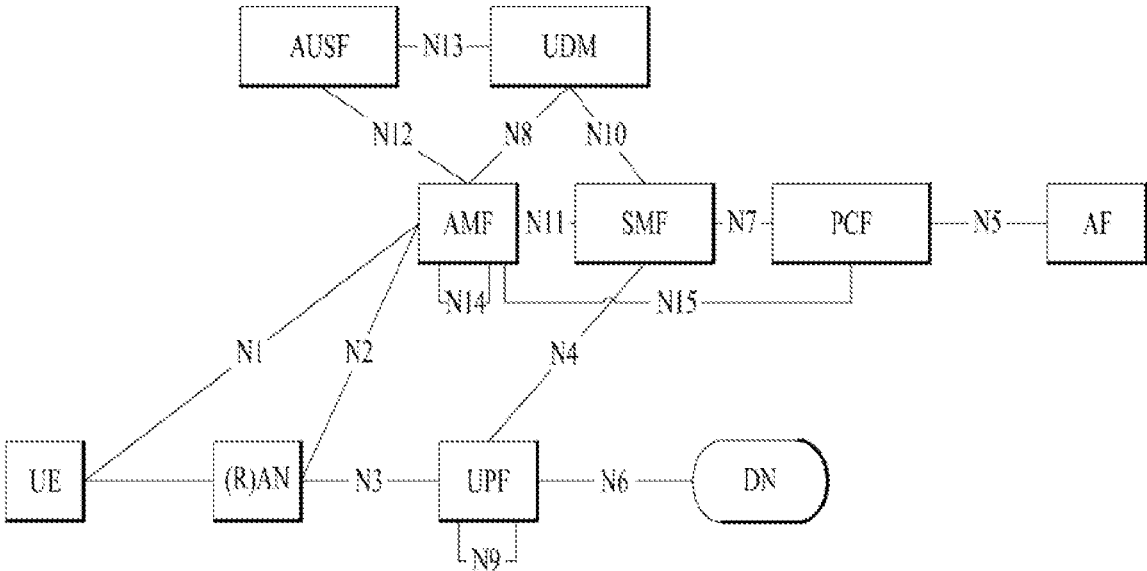 AUSF N13 UDM
N12 N8 N10
AMF N11 SMF N7 PCF N5 AF
N14 N15
N1 N2 N4
UE (R)AN N3 UPF N6 DN
N9